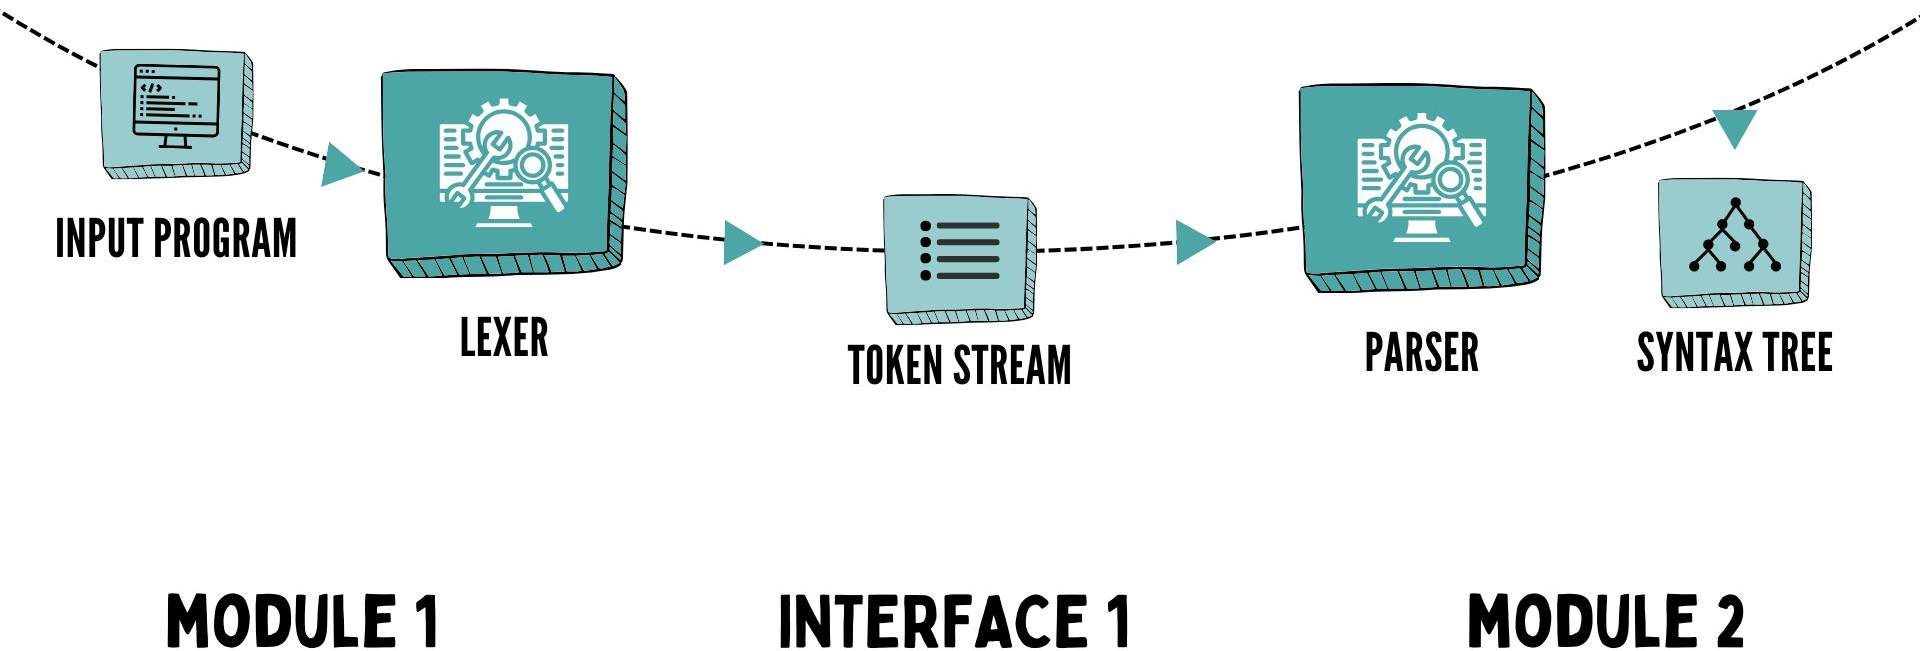 INPUT PROGRAM
LEXER
TOKEN STREAM
PARSER
SYNTAX TREE
MODULE 1
INTERFACE 1
MODULE 2